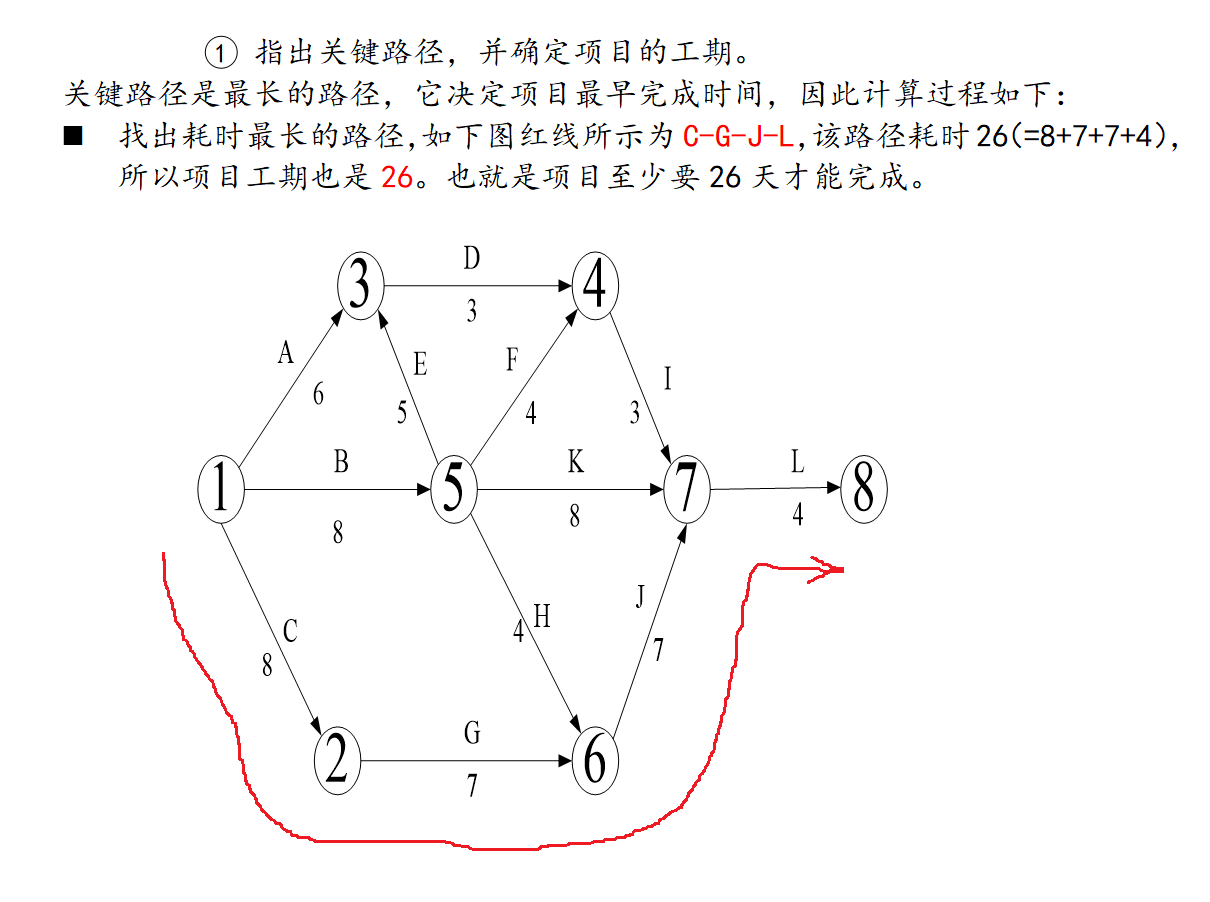 ① 指出关键路径，并确定项目的工期。
关键路径是最长的路径，它决定项目最早完成时间，因此计算过程如下：
■ 找出耗时最长的路径,如下图红线所示为 C-G-J-L,该路径耗时 26(=8+7+7+4),
所以项目工期也是 26。也就是项目至少要 26 天才能完成。
D
3
4
3
A
E
F
I
6
5
4
3
B
K
L
1
5
7
8
8
8
4
C
H
J
8
4
7
G
2
6
7